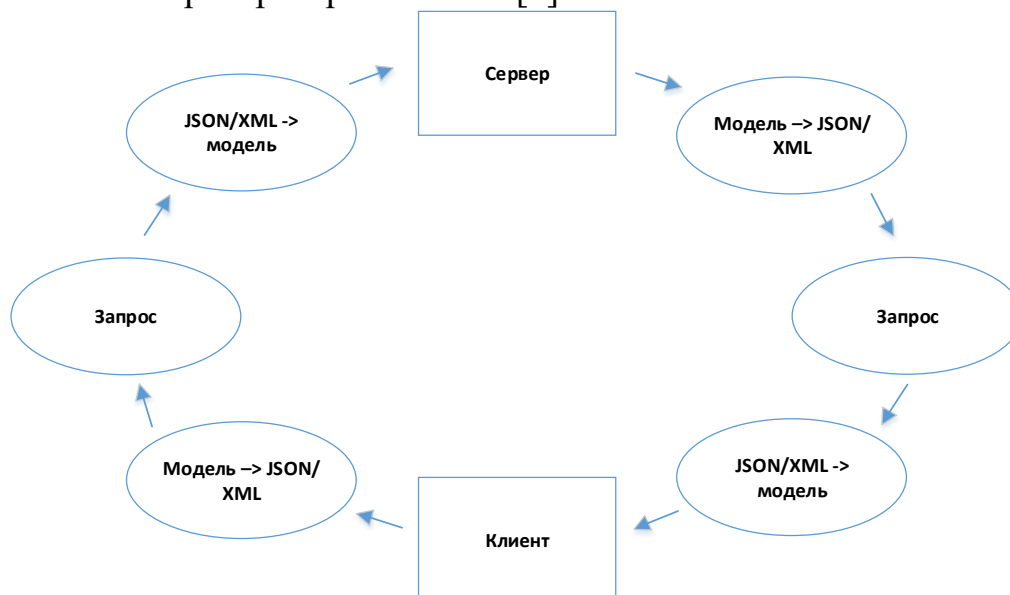 Сервер
JSON/XML ->
модель
Модель –> JSON/
XML
Запрос
Запрос
Модель –> JSON/
XML
JSON/XML ->
модель
Клиент